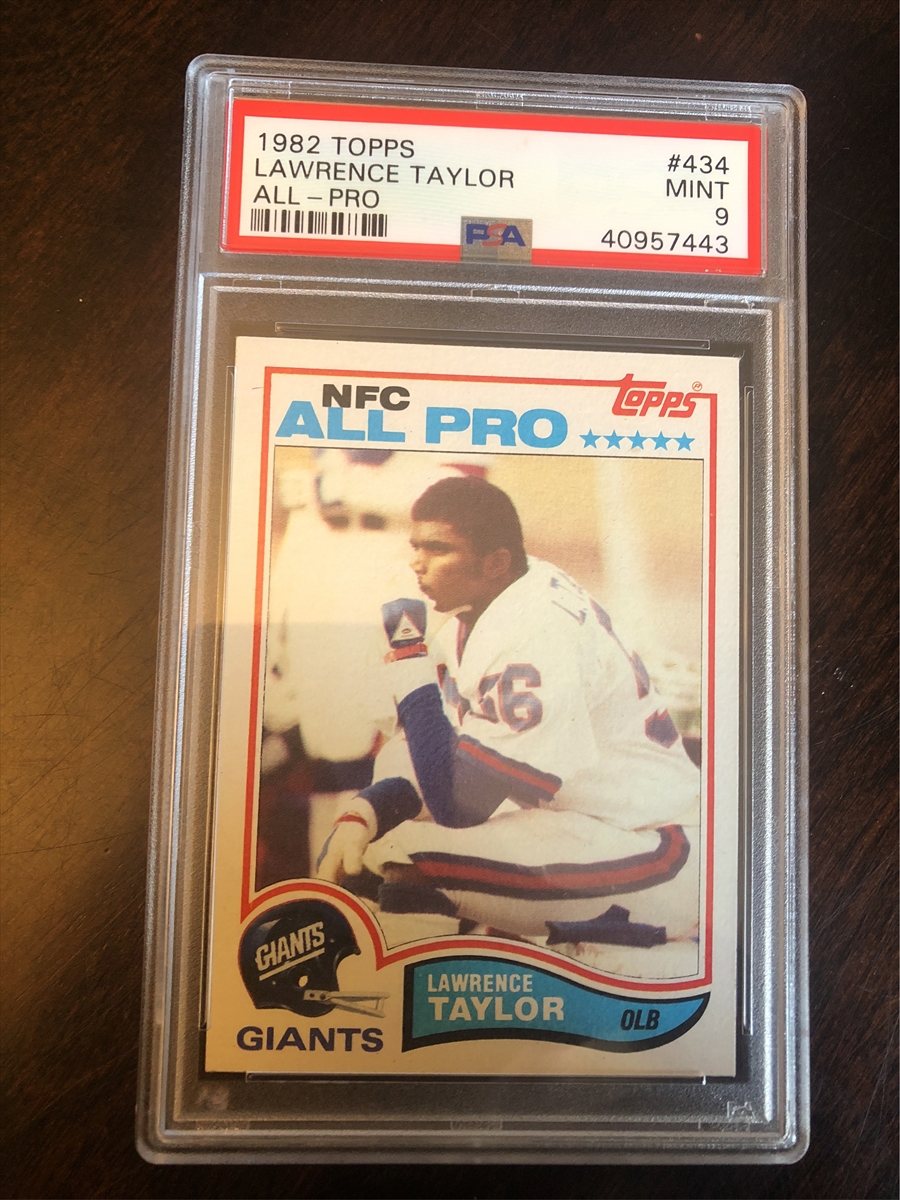 1982 TOPPS
LAWRENCE TAYLOR
ALL-PRO
#434
MINT
9
40957443
PSA
NFC
ALL PRO
topps
56
GIANTS
GIANTS
LAWRENCE
TAYLOR
OLB